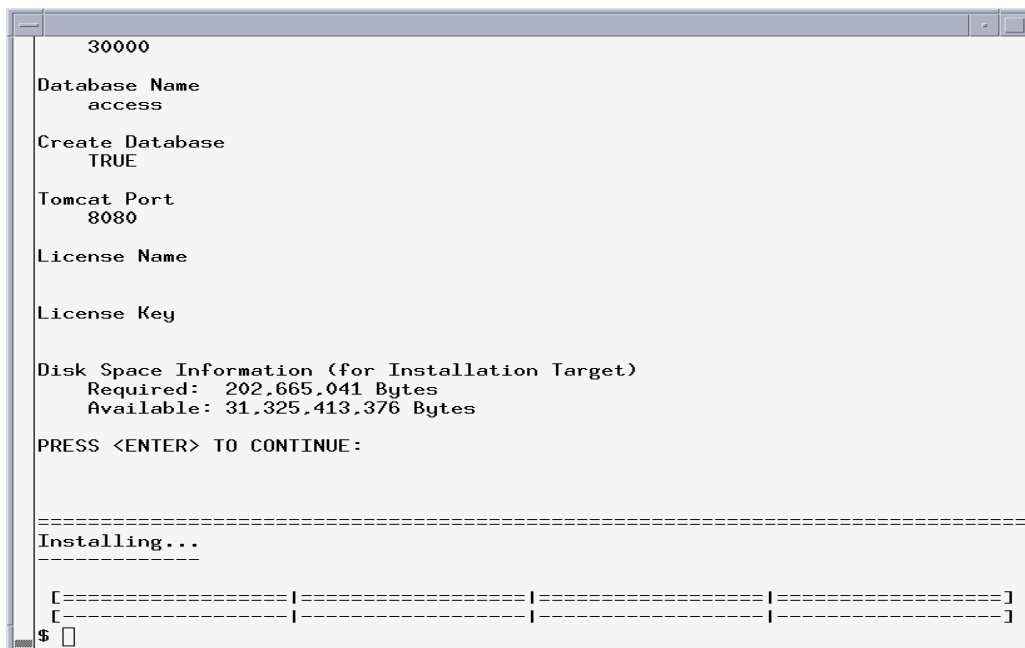 30000
Database Name
access
Create Database
TRUE
Tomcat Port
8080
License Name
License Key
Disk Space Information (for Installation Target)
Required:  202,665,041 Bytes
Available: 31,325,413,376 Bytes
PRESS <ENTER> TO CONTINUE:
===============================================================================
Installing...
-------------
[==================|==================|==================|==================]
[------------------|------------------|------------------|------------------]
$